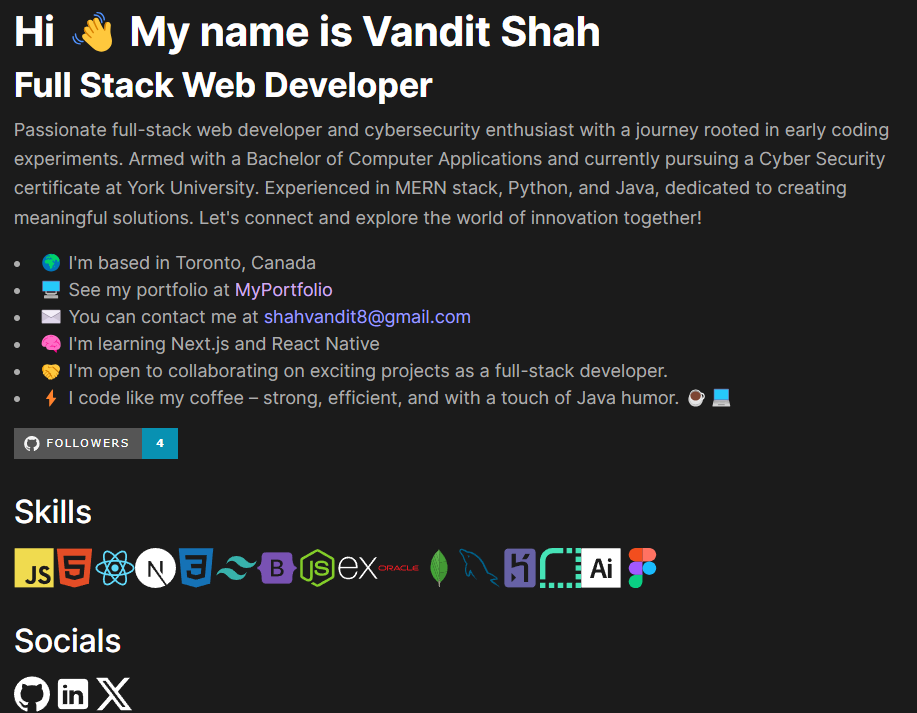 Hi 👋 My name is Vandit Shah
Full Stack Web Developer
Passionate full-stack web developer and cybersecurity enthusiast with a journey rooted in early coding
experiments. Armed with a Bachelor of Computer Applications and currently pursuing a Cyber Security
certificate at York University. Experienced in MERN stack, Python, and Java, dedicated to creating
meaningful solutions. Let's connect and explore the world of innovation together!
• 🌍 I'm based in Toronto, Canada
• 🖥️ See my portfolio at MyPortfolio
• ✉️ You can contact me at shahvandit8@gmail.com
• 🧠 I'm learning Next.js and React Native
• 🤝 I'm open to collaborating on exciting projects as a full-stack developer.
• ⚡ I code like my coffee – strong, efficient, and with a touch of Java humor. ☕ 💻
FOLLOWERS 4
Skills
JS 5 N 3 B JS ex ORACLE h Ai
Socials
in X